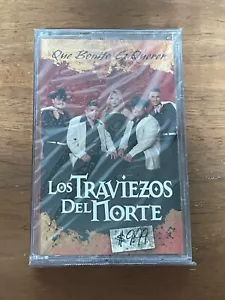 Que Bonito Es Querer
LOS TRAVIEZOS
DEL NORTE
$9.99